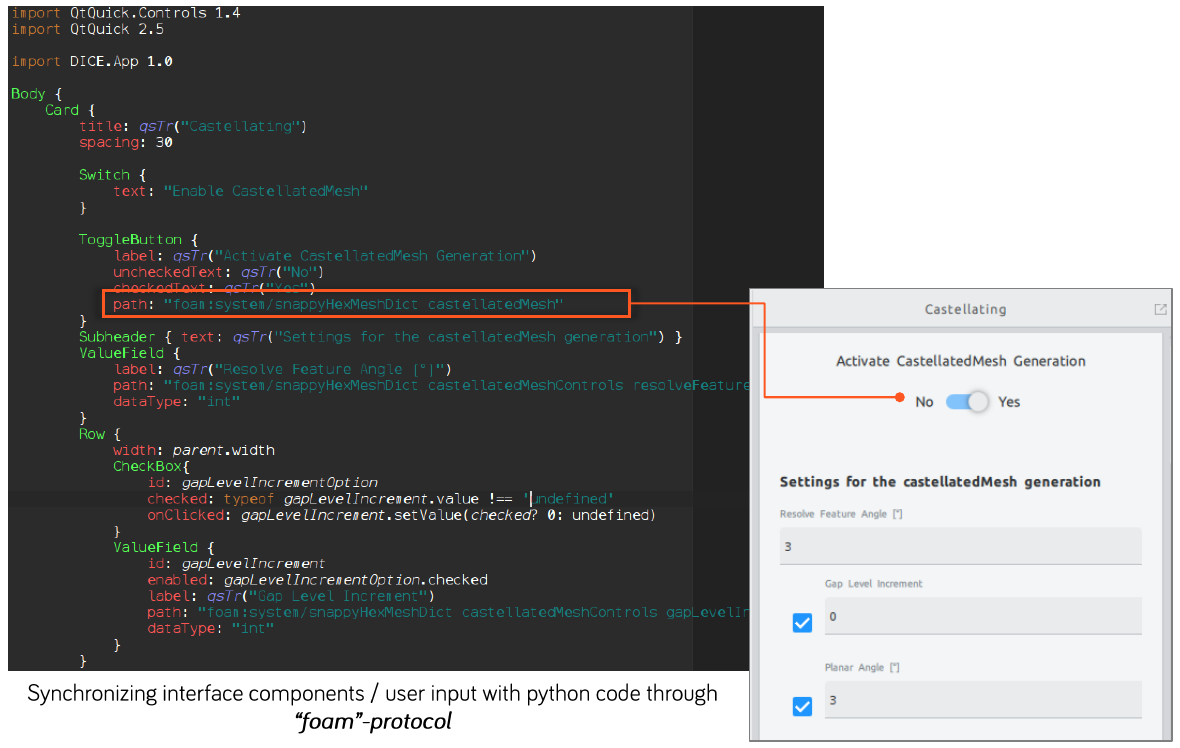 import QtQuick.Controls 1.4
import QtQuick 2.5
import DICE.App 1.0
Body {
Card {
title: qsTr("Castellating")
spacing: 30
Switch {
text: "Enable CastellatedMesh"
}
ToggleButton {
label: qsTr("Activate CastellatedMesh Generation")
uncheckedText: qsTr("No")
checkedText: qsTr("Yes")
path: "foam:system/snappyHexMeshDict castellatedMesh"
}
Subheader { text: qsTr("Settings for the castellatedMesh generation") }
ValueField {
label: qsTr("Resolve Feature Angle [°]")
path: "foam:system/snappyHexMeshDict castellatedMeshControls resolveFeature
dataType: "int"
}
Row {
width: parent.width
CheckBox{
id: gapLevelIncrementOption
checked: typeof gapLevelIncrement.value !== 'undefined'
onClicked: gapLevelIncrement.setValue(checked? 0: undefined)
}
ValueField {
id: gapLevelIncrement
enabled: gapLevelIncrementOption.checked
label: qsTr("Gap Level Increment")
path: "foam:system/snappyHexMeshDict castellatedMeshControls gapLevelIn
dataType: "int"
}
}
Castellating
Activate CastellatedMesh Generation
No Yes
Settings for the castellatedMesh generation
Resolve Feature Angle [°]
3
Gap Level Increment
0
Planar Angle [°]
3
Synchronizing interface components / user input with python code through
“foam”-protocol